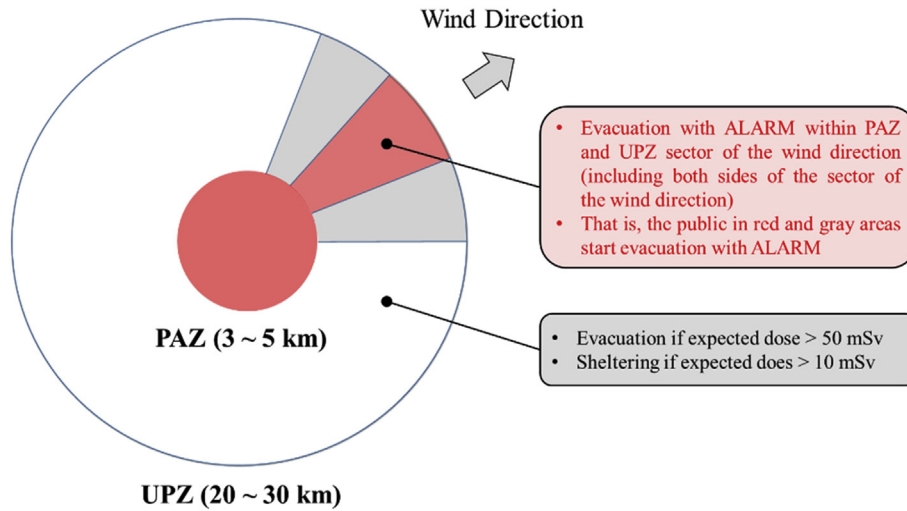 Wind Direction
• Evacuation with ALARM within PAZ
and UPZ sector of the wind direction
(including both sides of the sector of
the wind direction)
• That is, the public in red and gray areas
start evacuation with ALARM
PAZ (3 ~ 5 km)
• Evacuation if expected dose > 50 mSv
• Sheltering if expected does > 10 mSv
UPZ (20 ~ 30 km)